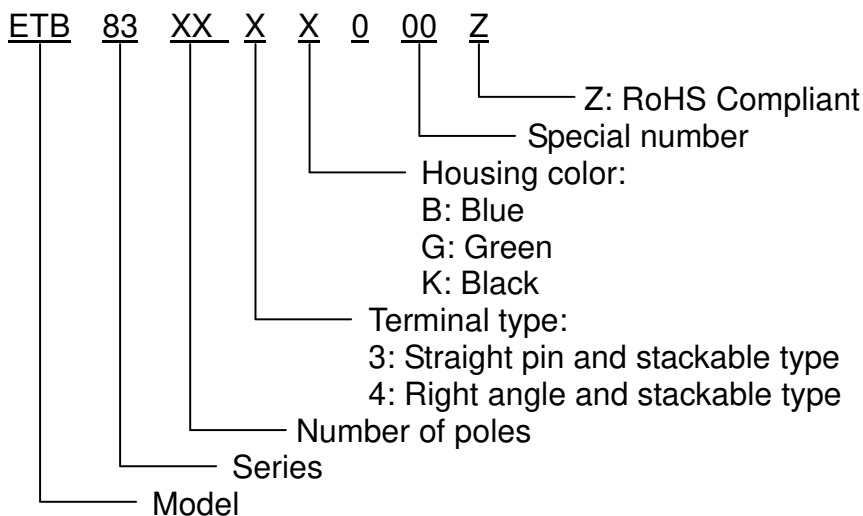 ETB 83 XX X X 0 00 Z
Z: RoHS Compliant
Special number
Housing color:
B: Blue
G: Green
K: Black
Terminal type:
3: Straight pin and stackable type
4: Right angle and stackable type
Number of poles
Series
Model